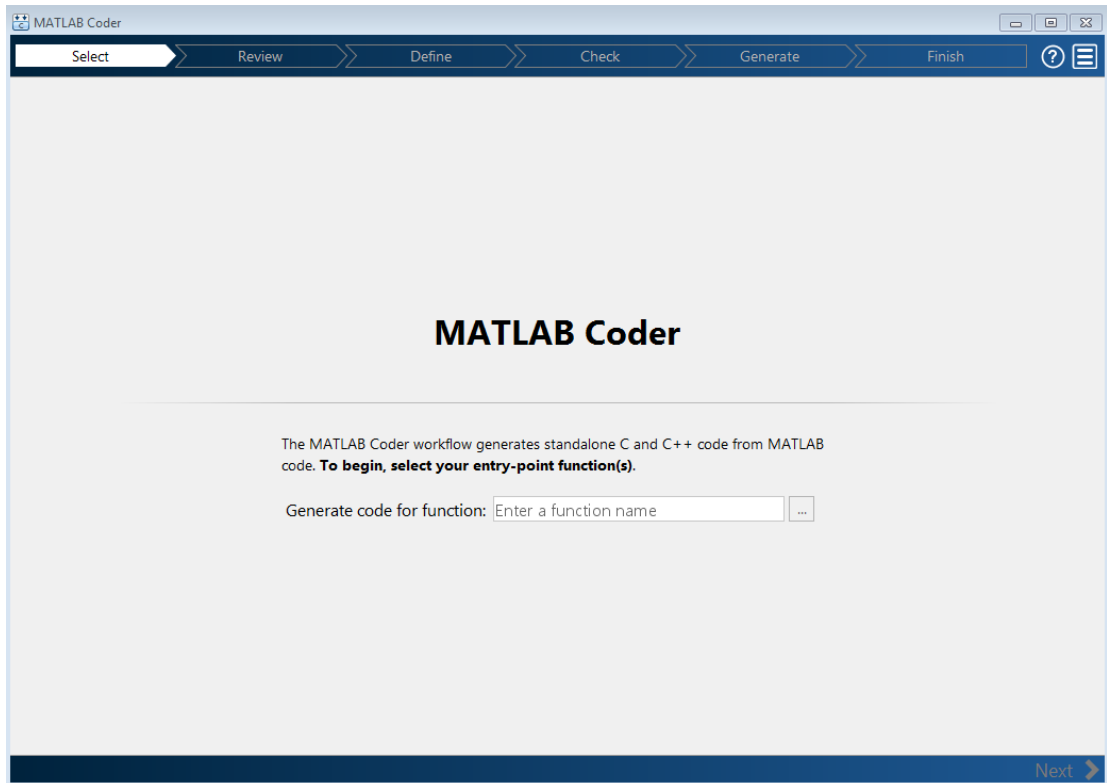 MATLAB Coder
Select Review Define Check Generate Finish
MATLAB Coder
The MATLAB Coder workflow generates standalone C and C++ code from MATLAB
code. To begin, select your entry-point function(s).
Generate code for function: Enter a function name ...
Next